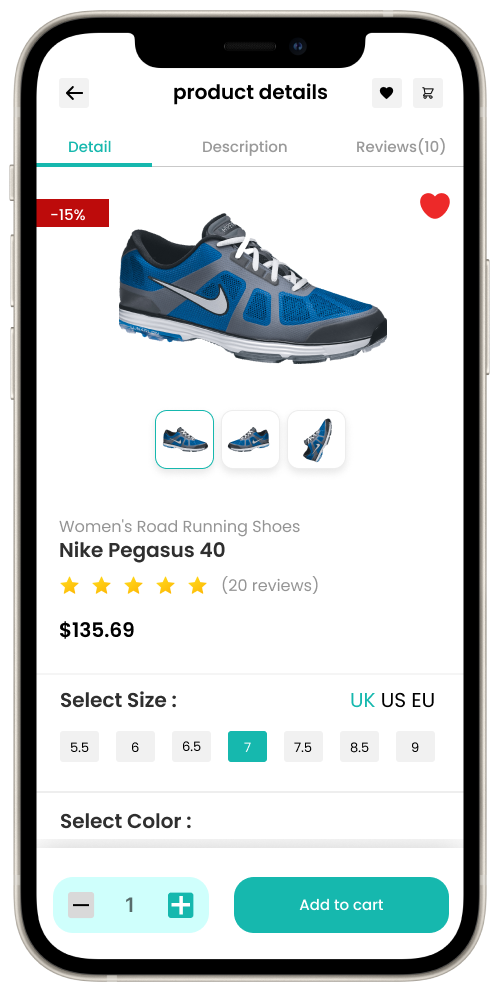 product details
Detail Description Reviews(10)
-15%
Women's Road Running Shoes
Nike Pegasus 40
(20 reviews)
$135.69
Select Size : UK US EU
5.5 6 6.5 7 7.5 8.5 9
Select Color :
1 Add to cart